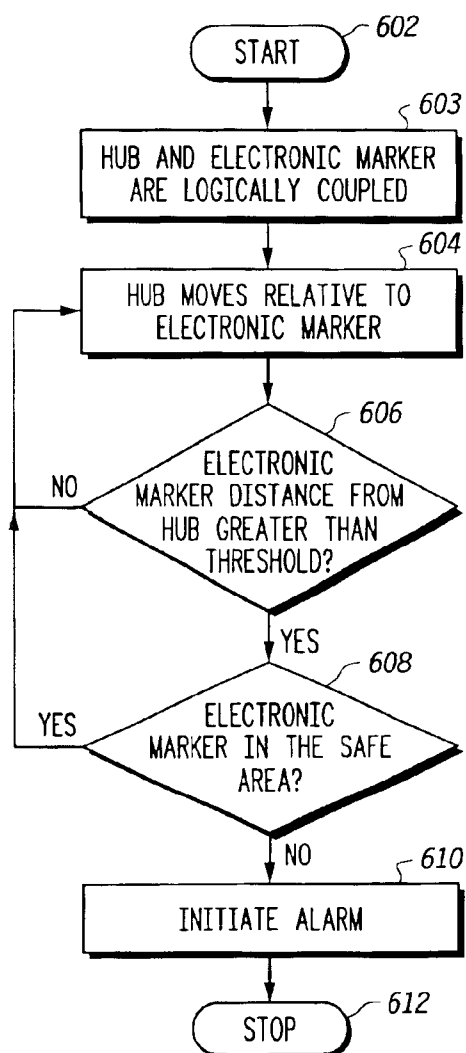 602
START
603
HUB AND ELECTRONIC MARKER
ARE LOGICALLY COUPLED
604
HUB MOVES RELATIVE TO
ELECTRONIC MARKER
606
ELECTRONIC
MARKER DISTANCE FROM
HUB GREATER THAN
THRESHOLD?
NO
YES
608
ELECTRONIC
MARKER IN THE SAFE
AREA?
YES
NO
610
INITIATE ALARM
612
STOP